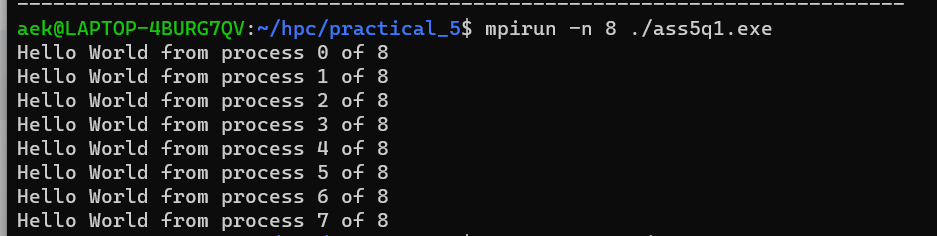 --------------------------------------------------------------------------
aek@LAPTOP-4BURG7QV:~/hpc/practical_5$ mpirun -n 8 ./ass5q1.exe
Hello World from process 0 of 8
Hello World from process 1 of 8
Hello World from process 2 of 8
Hello World from process 3 of 8
Hello World from process 4 of 8
Hello World from process 5 of 8
Hello World from process 6 of 8
Hello World from process 7 of 8